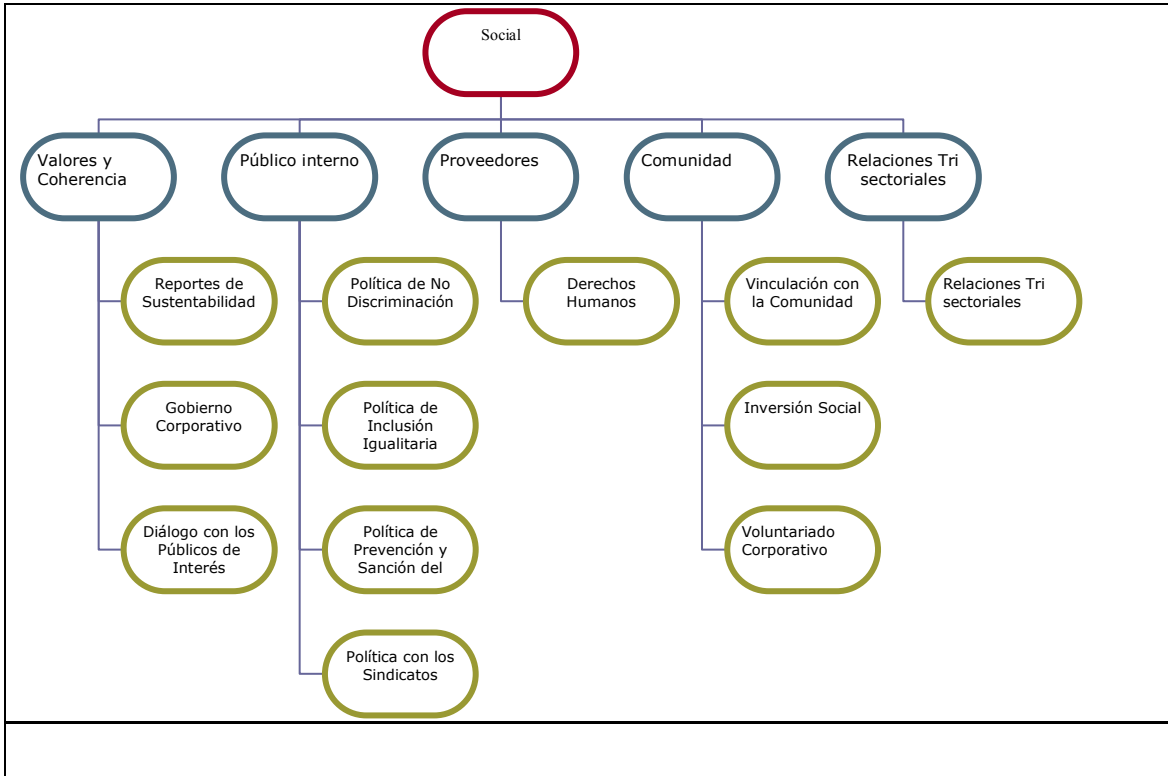 Social
Valores y
Coherencia
Público interno
Proveedores
Comunidad
Relaciones Tri
sectoriales
Reportes de
Sustentabilidad
Política de No
Discriminación
Derechos
Humanos
Vinculación con
la Comunidad
Relaciones Tri
sectoriales
Gobierno
Corporativo
Política de
Inclusión
Igualitaria
Inversión Social
Diálogo con los
Públicos de
Interés
Política de
Prevención y
Sanción del
Voluntariado
Corporativo
Política con los
Sindicatos